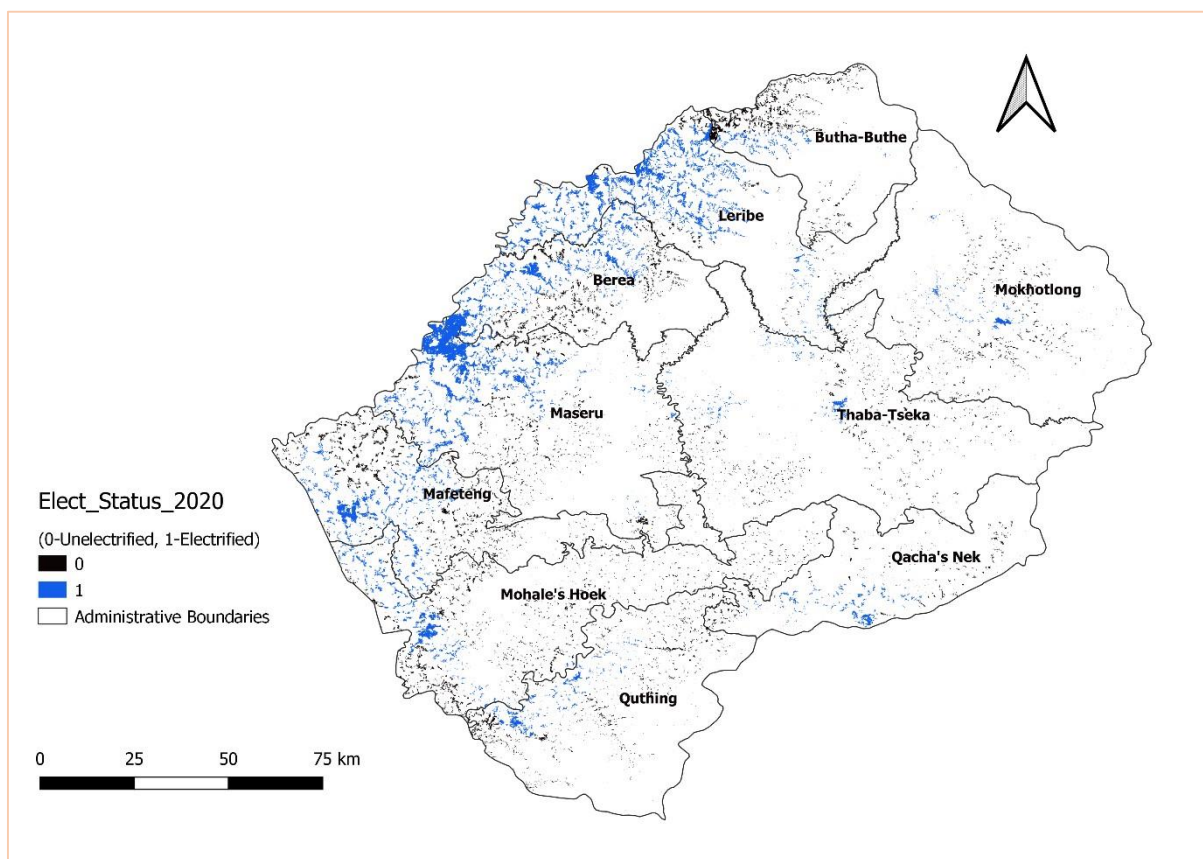 Butha-Buthe
Leribe
Berea
Mokhotlong
Maseru
Thaba-Tseka
Mafeteng
Qacha's Nek
Mohale's Hoek
Quthing
Elect_Status_2020
(0-Unelectrified, 1-Electrified)
0
1
Administrative Boundaries
0 25 50 75 km